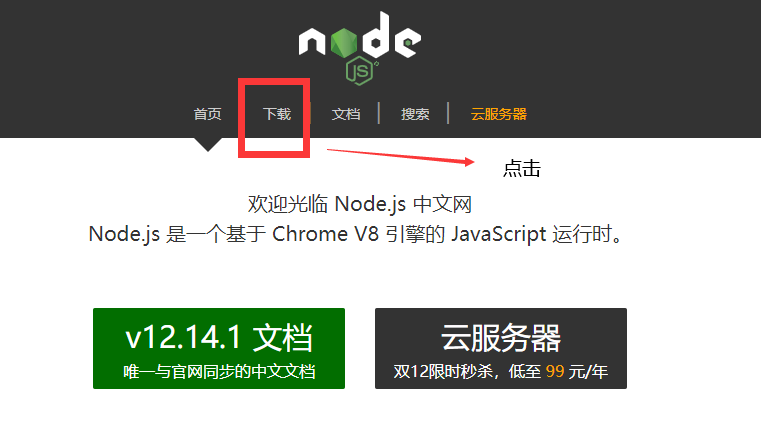 node
JS
首页 下载 文档 搜索 云服务器
点击
欢迎光临 Node.js 中文网
Node.js 是一个基于 Chrome V8 引擎的 JavaScript 运行时。
v12.14.1 文档
唯一与官网同步的中文文档
云服务器
双12限时秒杀，低至 99 元/年